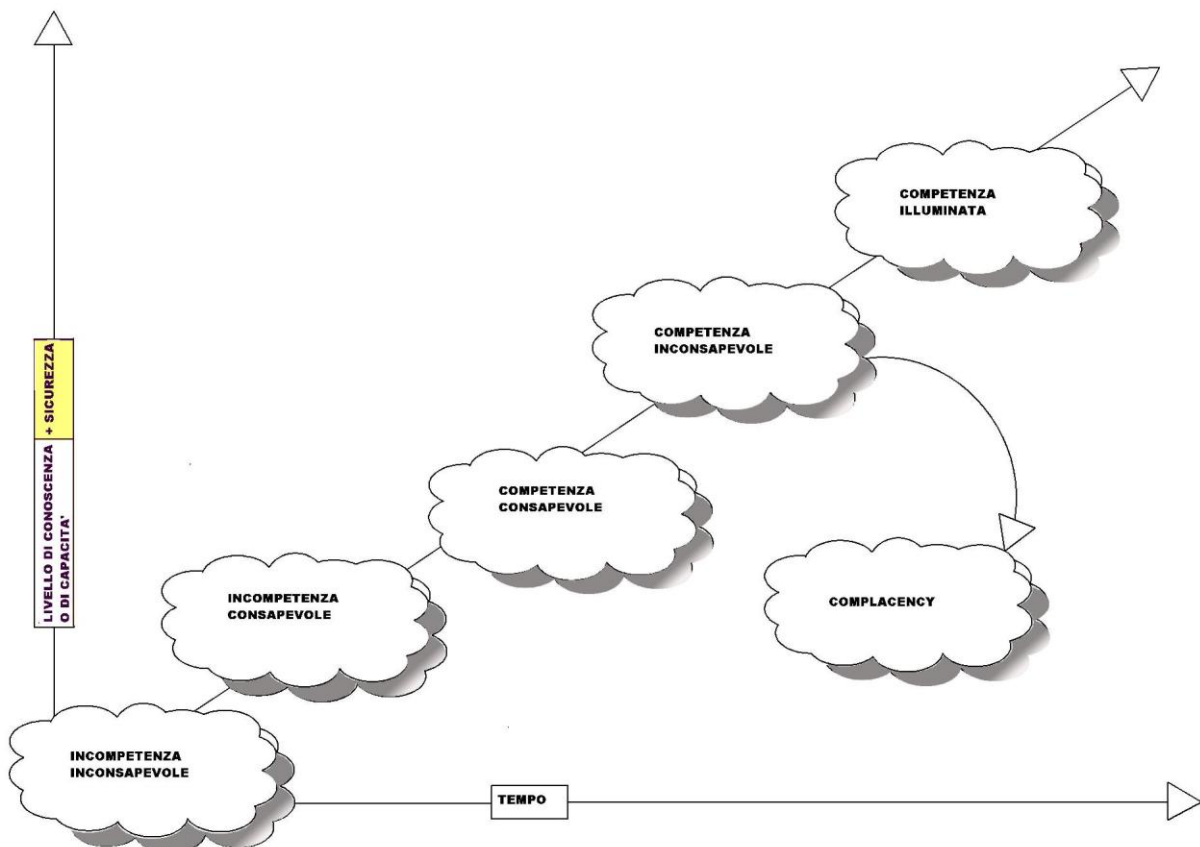 COMPETENZA
ILLUMINATA
COMPETENZA
INCONSAPEVOLE
+ SICUREZZA
LIVELLO DI CONOSCENZA
O DI CAPACITA'
COMPETENZA
CONSAPEVOLE
INCOMPETENZA
CONSAPEVOLE
COMPLACENCY
INCOMPETENZA
INCONSAPEVOLE
TEMPO